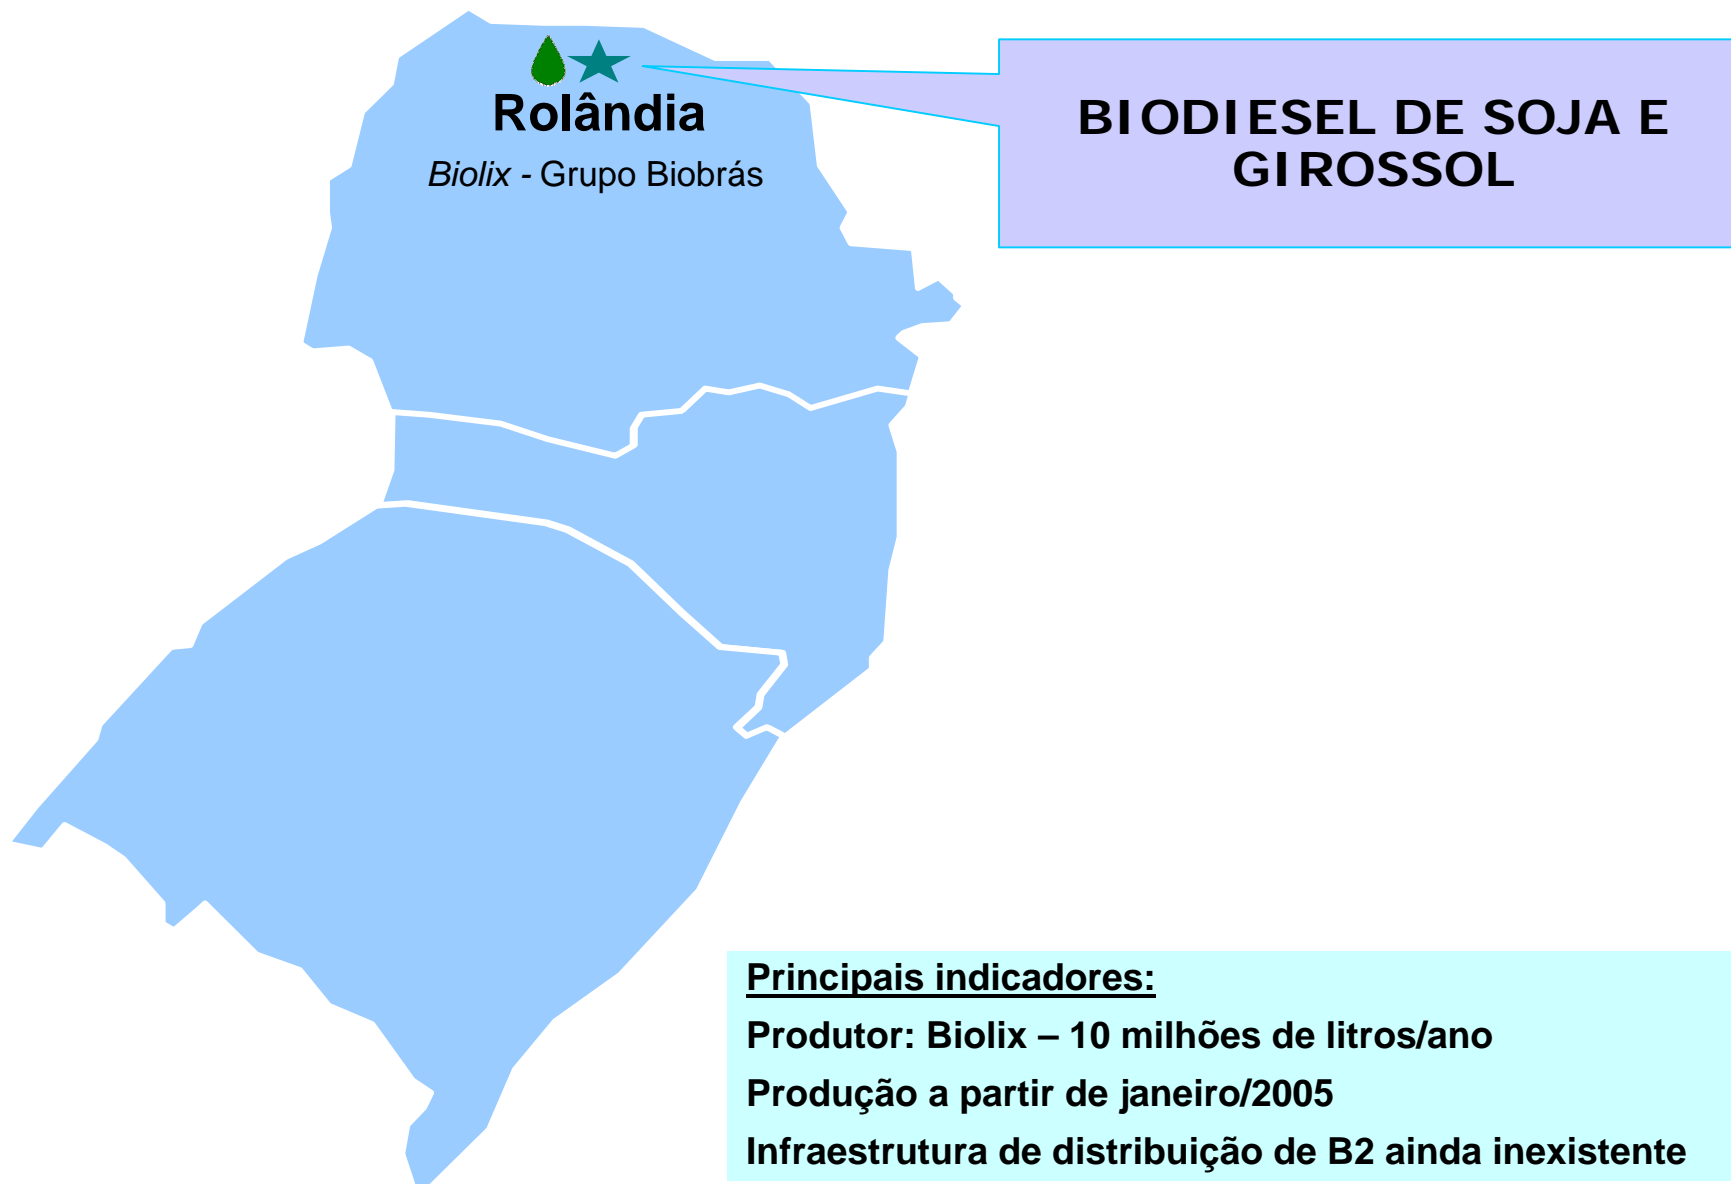 Rolândia
Biolix - Grupo Biobrás
BIODIESEL DE SOJA E
GIROSSOL
Principais indicadores:
Produtor: Biolix – 10 milhões de litros/ano
Produção a partir de janeiro/2005
Infraestrutura de distribuição de B2 ainda inexistente